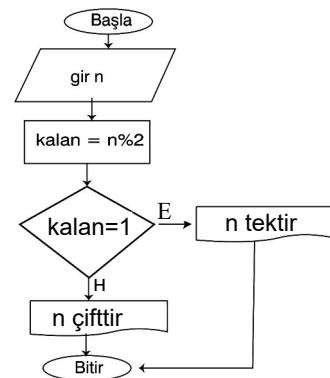 Başla
gir n
kalan = n%2
kalan=1
E
n tektir
H
n çifttir
Bitir